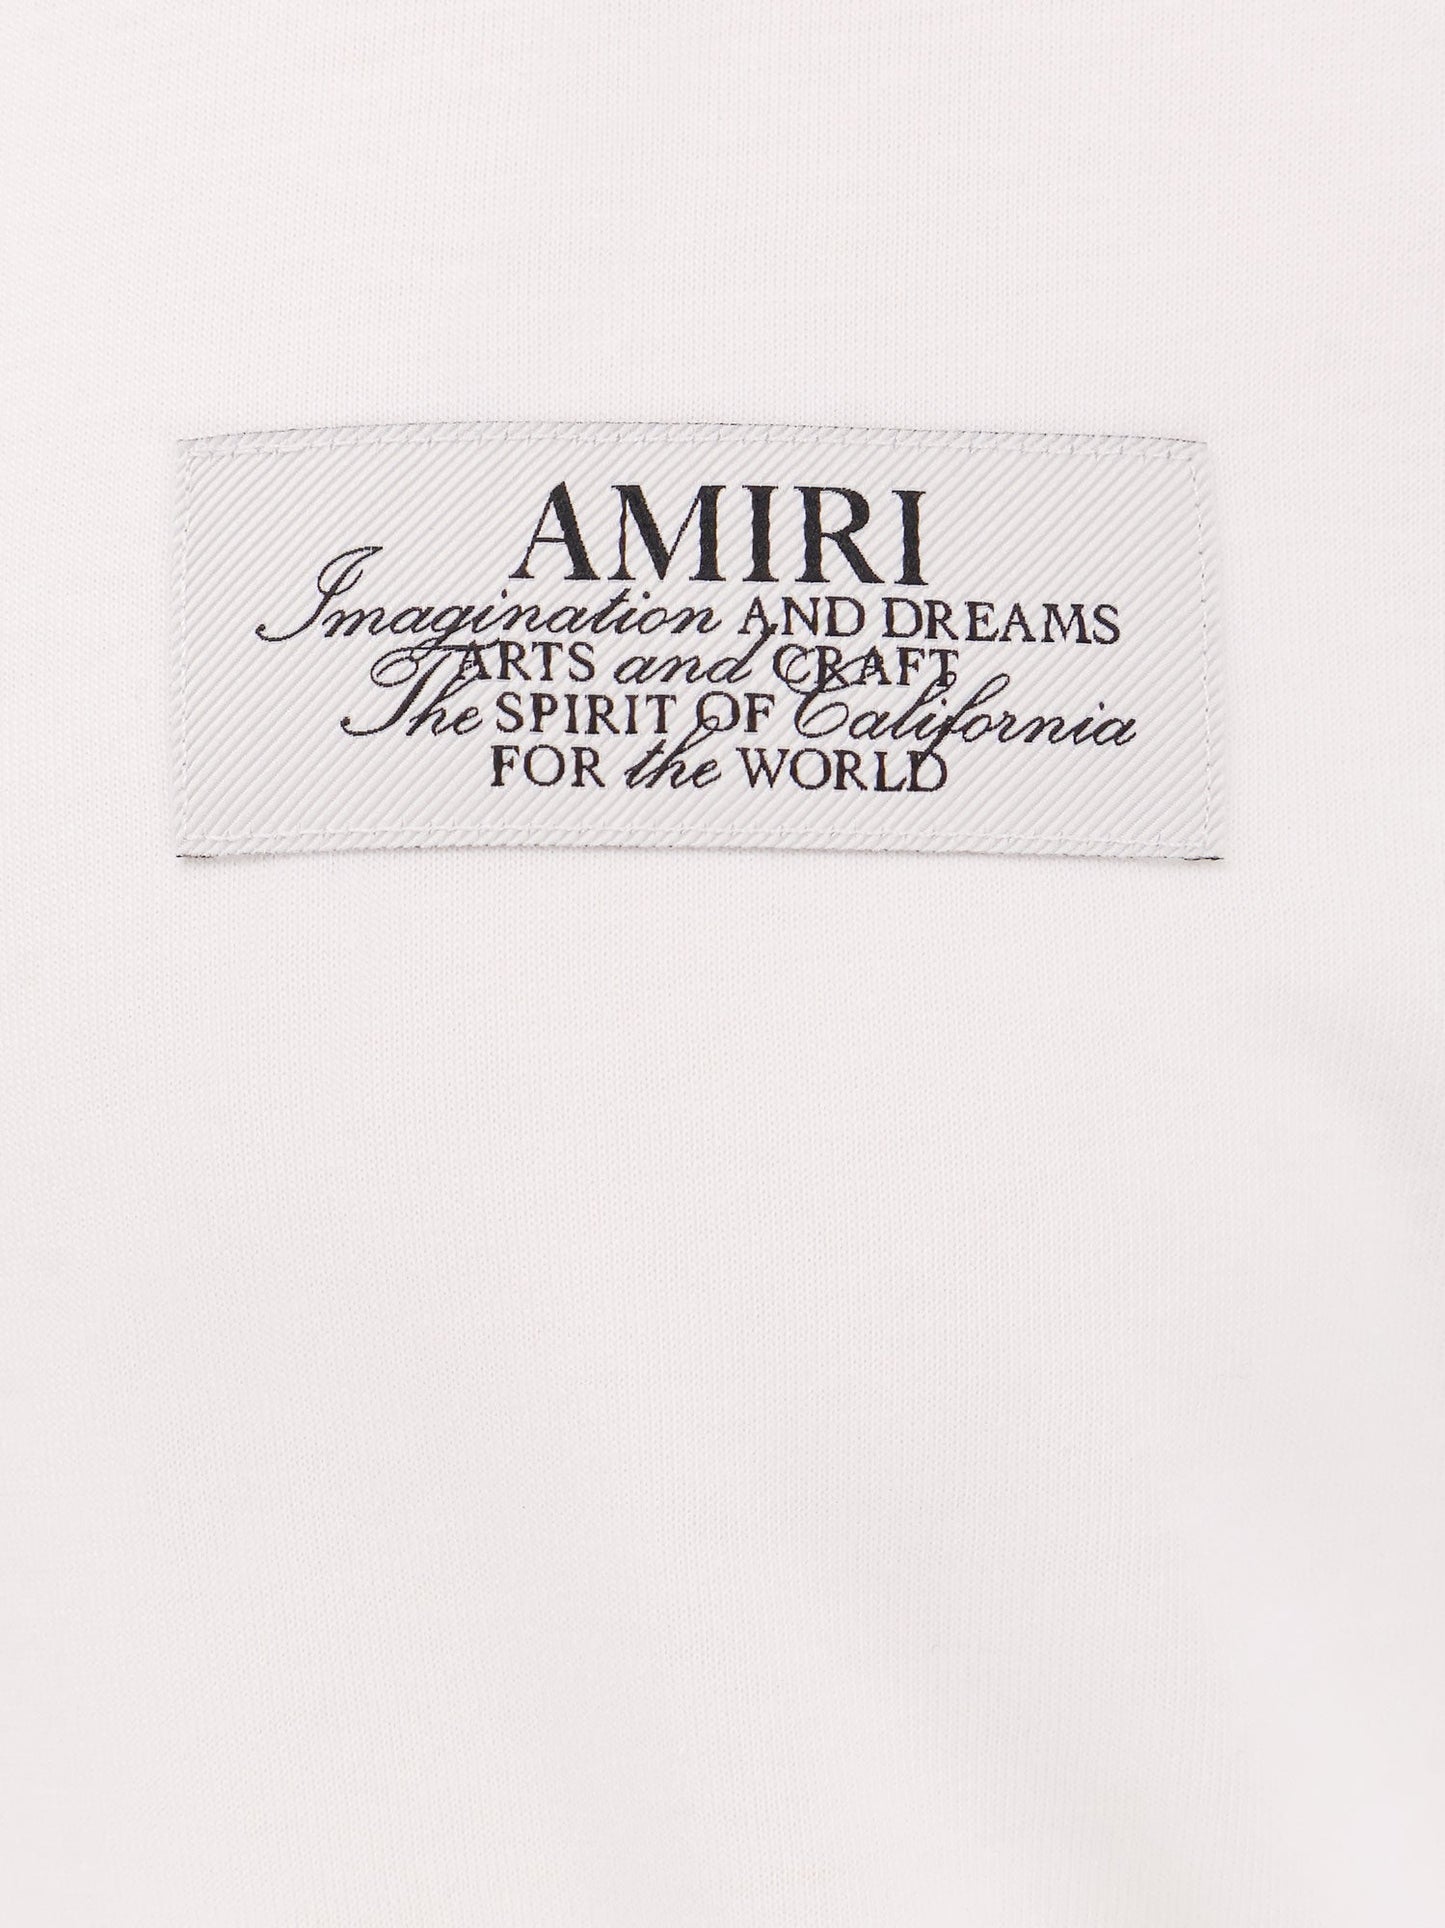 AMIRI
Imagination AND DREAMS
ARTS and CRAFT
The SPIRIT OF California
FOR the WORLD